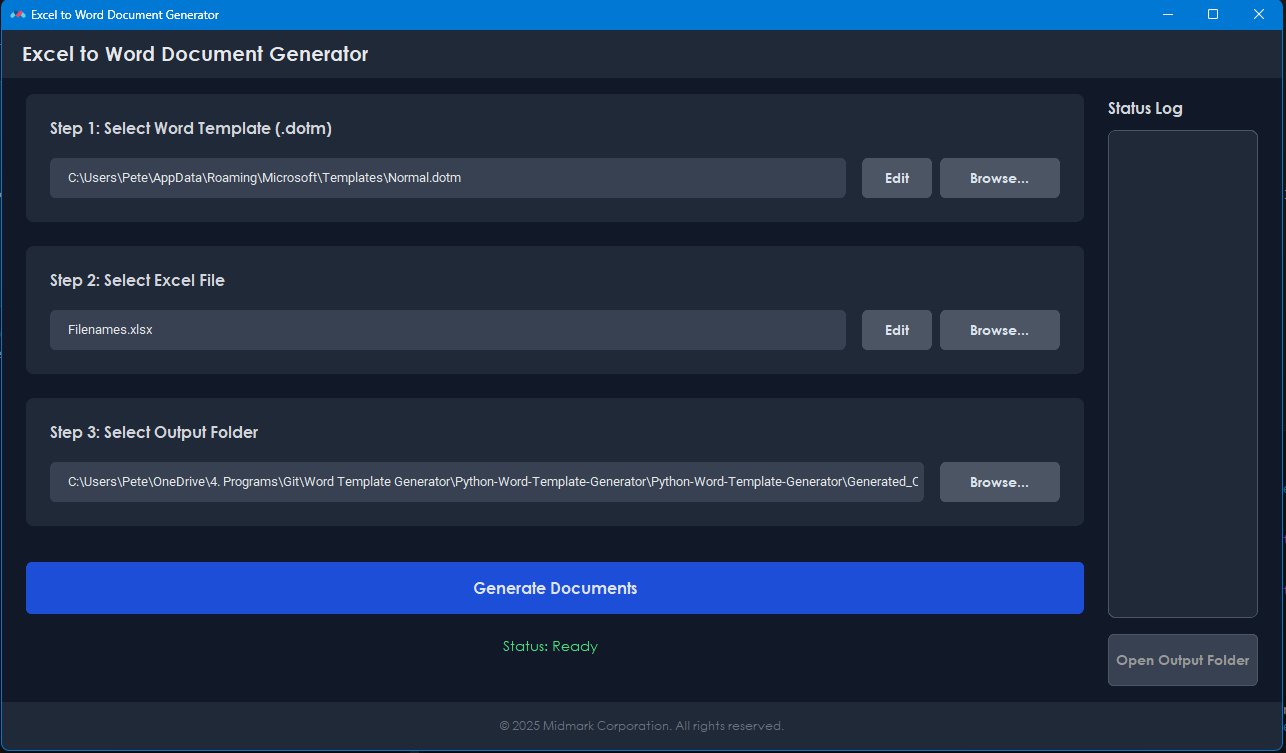 Excel to Word Document Generator
Excel to Word Document Generator
Step 1: Select Word Template (.dotm)
C:\Users\Pete\AppData\Roaming\Microsoft\Templates\Normal.dotm
Edit
Browse...
Step 2: Select Excel File
Filenames.xlsx
Edit
Browse...
Step 3: Select Output Folder
C:\Users\Pete\OneDrive\4. Programs\Git\Word Template Generator\Python-Word-Template-Generator\Python-Word-Template-Generator\Generated_
Browse...
Generate Documents
Status: Ready
Status Log
Open Output Folder
© 2025 Midmark Corporation. All rights reserved.